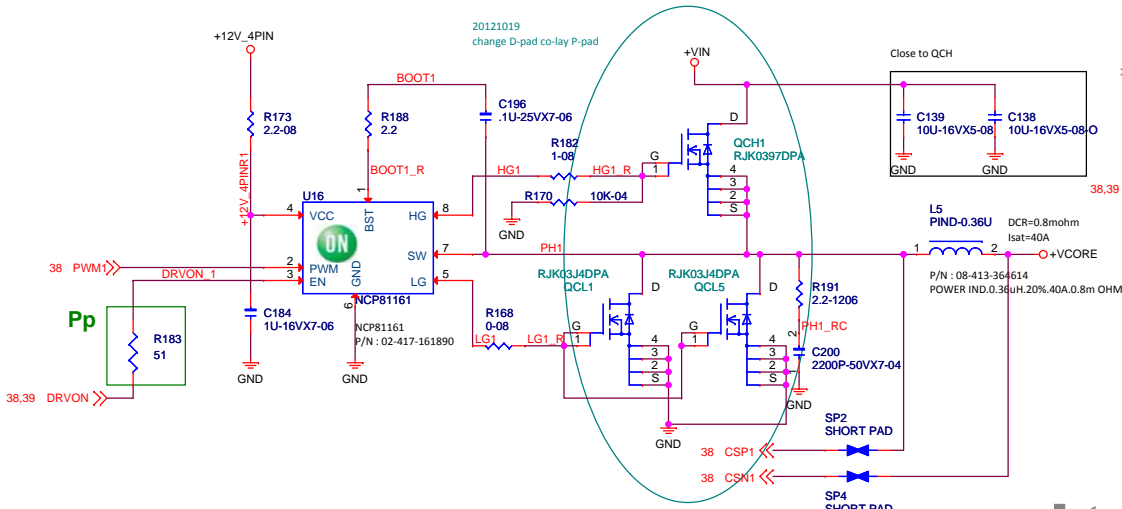 20121019
change D-pad co-lay P-pad
+12V_4PIN
+VIN
Close to QCH
BOOT1
R173
2.2-08
R188
2.2
C196
.1U-25VX7-06
C139
10U-16VX5-08
C138
10U-16VX5-08-O
GND
GND
D
QCH1
RJK0397DPA
R182
1-08
HG1
HG1_R
G
1
4
3
2
S
R170
10K-04
GND
BOOT1_R
+12V_4PINR1
U16
1
4
VCC
BST
HG
8
ON
SW
7
PH1
38 PWM1
2
PWM
DRVON_1
3
EN
GND
LG
5
6
NCP81161
NCP81161
P/N : 02-417-161890
38,39
L5
PIND-0.36U
DCR=0.8mohm
Isat=40A
1
2
+VCORE
P/N : 08-413-364614
POWER IND.0.36uH.20%.40A.0.8m OHM
RJK03J4DPA
QCL1
RJK03J4DPA
QCL5
D
D
R191
2.2-1206
PH1_RC
2
C200
2200P-50VX7-04
1
GND
Pp
R183
51
C184
1U-16VX7-06
GND
GND
R168
0-08
LG1
LG1_R
G
1
4
3
2
S
G
1
4
3
2
S
GND
38,39 DRVON
SP2
SHORT PAD
38 CSP1
38 CSN1
SP4
SHORT PAD